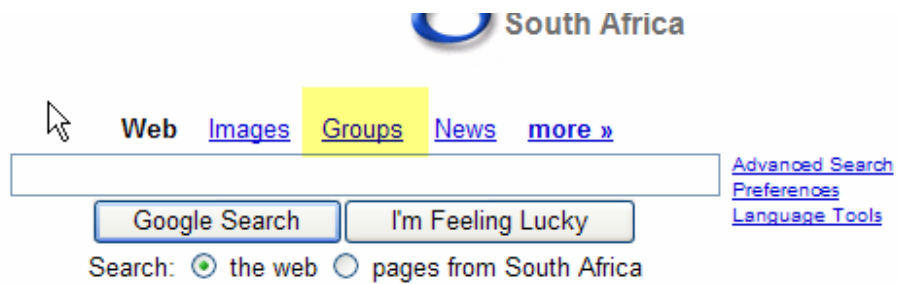 South Africa
Web Images Groups News more »
Advanced Search
Preferences
Google Search I'm Feeling Lucky Language Tools
Search: the web pages from South Africa